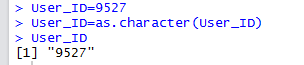 > User_ID=9527
> User_ID=as.character(User_ID)
> User_ID
[1] "9527"